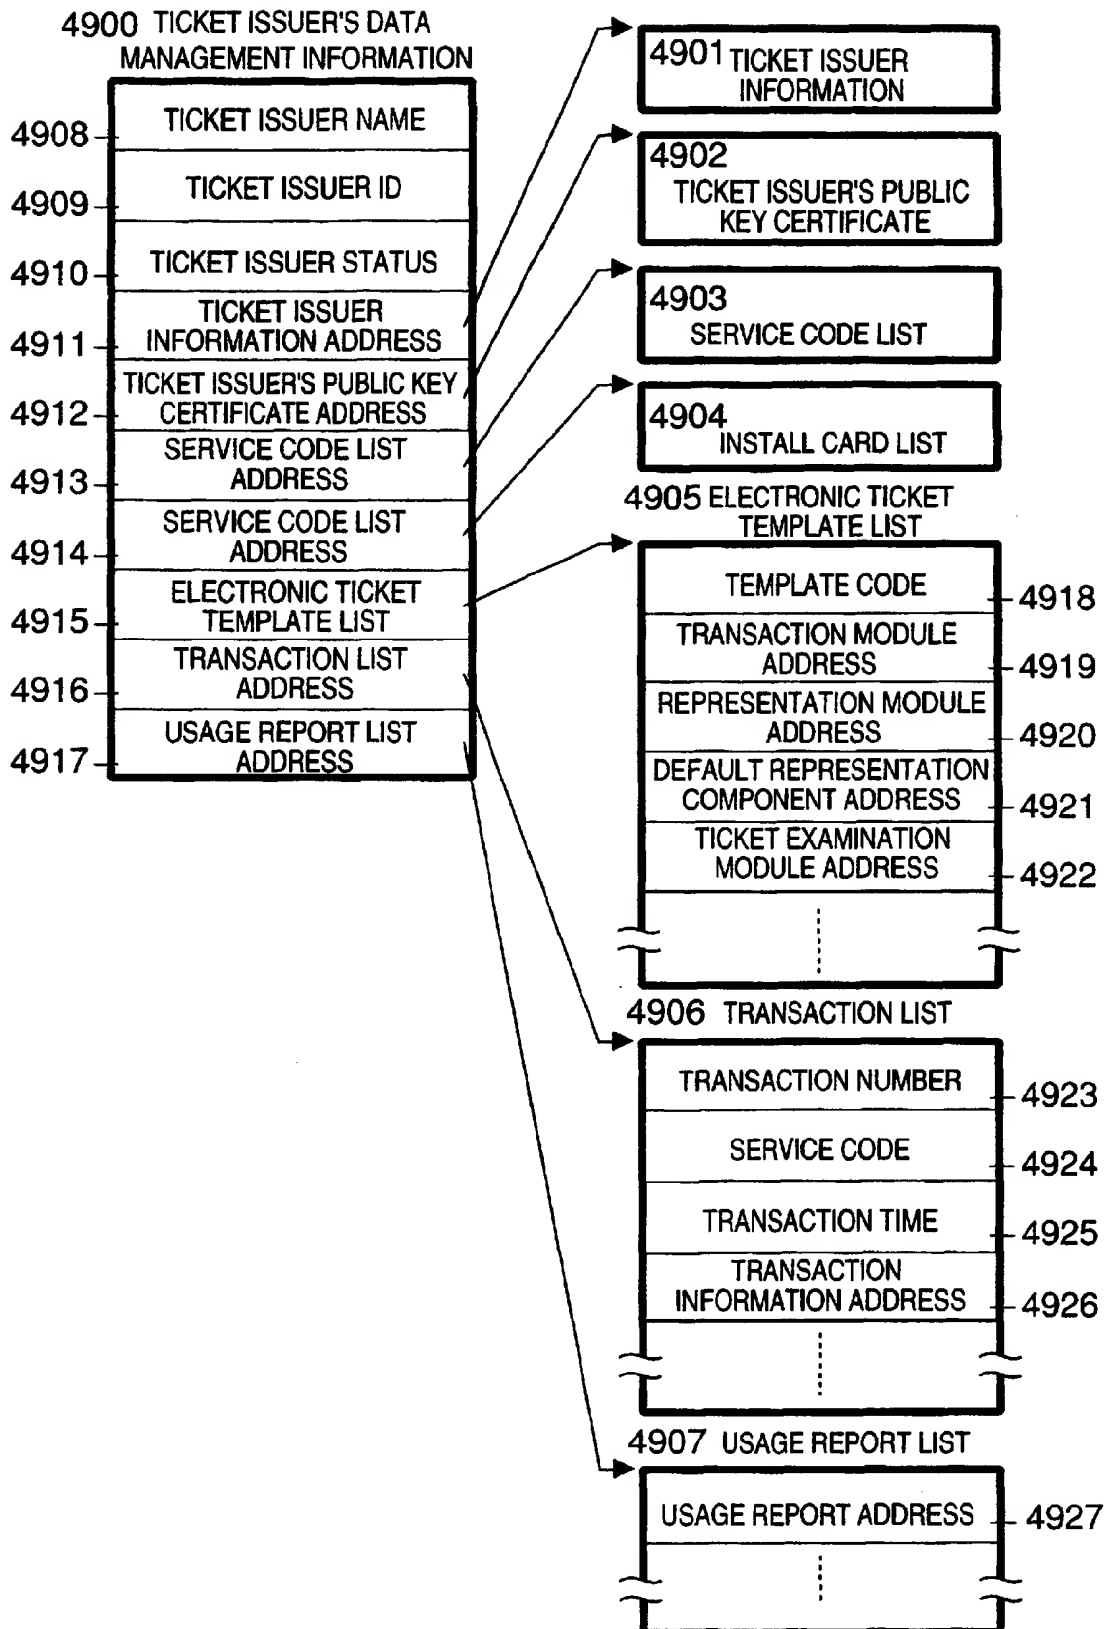 4900 TICKET ISSUER'S DATA
MANAGEMENT INFORMATION
4908
TICKET ISSUER NAME
4909
TICKET ISSUER ID
4910
TICKET ISSUER STATUS
4911
TICKET ISSUER
INFORMATION ADDRESS
4912
TICKET ISSUER'S PUBLIC KEY
CERTIFICATE ADDRESS
4913
SERVICE CODE LIST
ADDRESS
4914
SERVICE CODE LIST
ADDRESS
4915
ELECTRONIC TICKET
TEMPLATE LIST
4916
TRANSACTION LIST
ADDRESS
4917
USAGE REPORT LIST
ADDRESS
4901 TICKET ISSUER
INFORMATION
4902
TICKET ISSUER'S PUBLIC
KEY CERTIFICATE
4903
SERVICE CODE LIST
4904
INSTALL CARD LIST
4905 ELECTRONIC TICKET
TEMPLATE LIST
TEMPLATE CODE
4918
TRANSACTION MODULE
ADDRESS
4919
REPRESENTATION MODULE
ADDRESS
4920
DEFAULT REPRESENTATION
COMPONENT ADDRESS
4921
TICKET EXAMINATION
MODULE ADDRESS
4922
4906 TRANSACTION LIST
TRANSACTION NUMBER
4923
SERVICE CODE
4924
TRANSACTION TIME
4925
TRANSACTION
INFORMATION ADDRESS
4926
4907 USAGE REPORT LIST
USAGE REPORT ADDRESS
4927